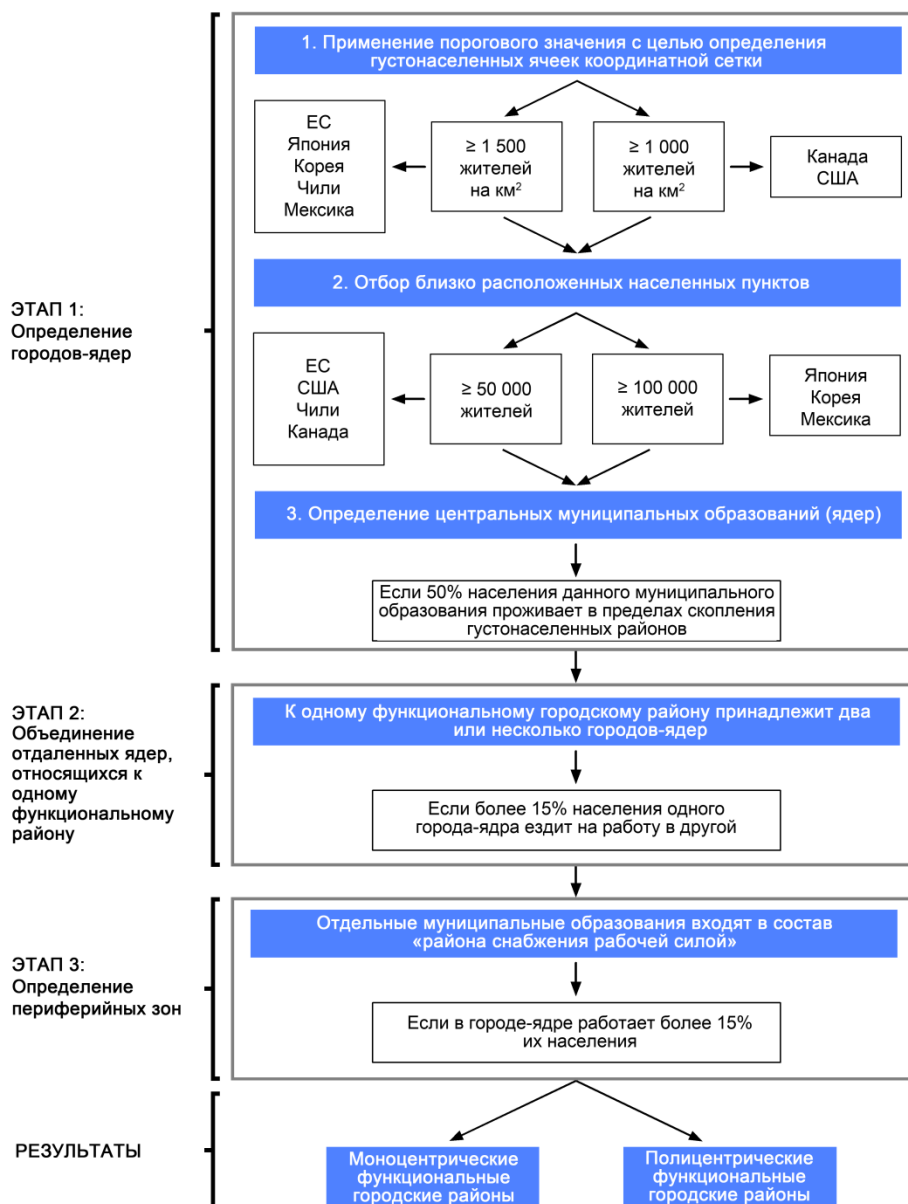 1. Применение порогового значения с целью определения
густонаселенных ячеек координатной сетки
ЕС
Япония
Корея
Чили
Мексика
≥ 1 500
жителей
на км²
≥ 1 000
жителей
на км²
Канада
США
2. Отбор близко расположенных населенных пунктов
ЭТАП 1:
Определение
городов-ядер
ЕС
США
Чили
Канада
≥ 50 000
жителей
≥ 100 000
жителей
Япония
Корея
Мексика
3. Определение центральных муниципальных образований (ядер)
Если 50% населения данного муниципального
образования проживает в пределах скопления
густонаселенных районов
ЭТАП 2:
Объединение
отдаленных ядер,
относящихся к
одному
функциональному
району
К одному функциональному городскому району принадлежит два
или несколько городов-ядер
Если более 15% населения одного
города-ядра ездит на работу в другой
ЭТАП 3:
Определение
периферийных зон
Отдельные муниципальные образования входят в состав
«района снабжения рабочей силой»
Если в городе-ядре работает более 15%
их населения
РЕЗУЛЬТАТЫ
Моноцентрические
функциональные
городские районы
Полицентрические
функциональные
городские районы